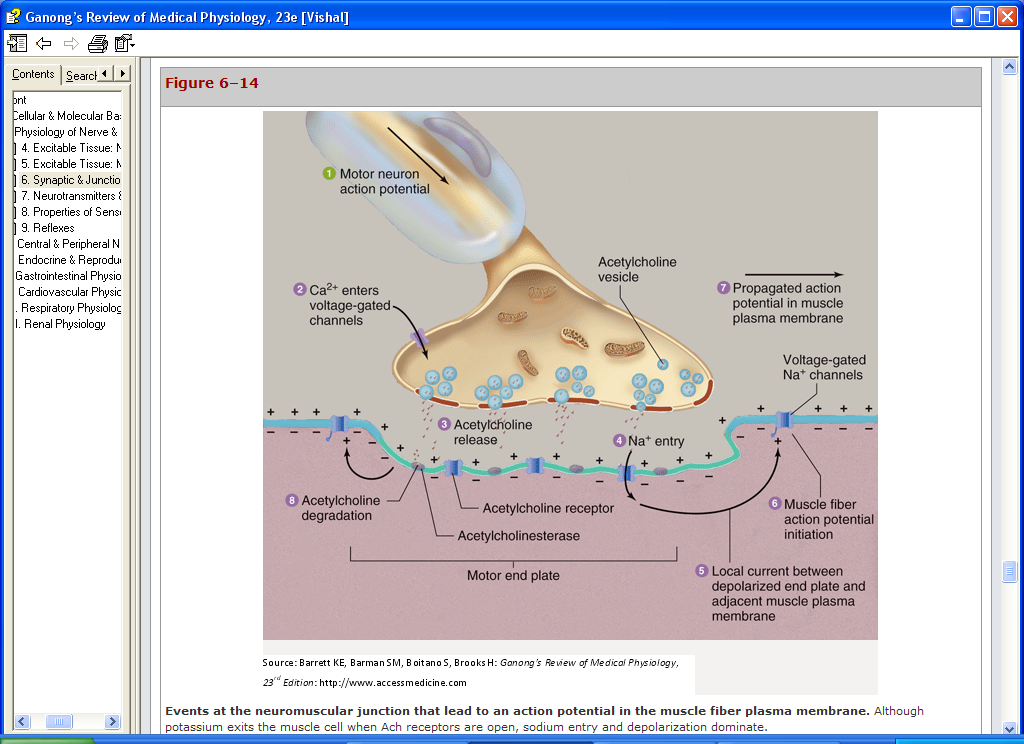 Ganong's Review of Medical Physiology, 23e [Vishal]
Contents
Search
ont
Cellular & Molecular Ba
Physiology of Nerve &
4. Excitable Tissue: N
5. Excitable Tissue: M
6. Synaptic & Junctio
7. Neurotransmitters &
8. Properties of Sens
9. Reflexes
Central & Peripheral N
Endocrine & Reprodu
Gastrointestinal Physio
Cardiovascular Physic
. Respiratory Physiolog
I. Renal Physiology
Figure 6–14
1 Motor neuron
action potential
2 Ca2+ enters
voltage-gated
channels
Acetylcholine
vesicle
7 Propagated action
potential in muscle
plasma membrane
Voltage-gated
Na+ channels
3 Acetylcholine
release
4 Na+ entry
8 Acetylcholine
degradation
Acetylcholine receptor
Acetylcholinesterase
Motor end plate
6 Muscle fiber
action potential
initiation
5 Local current between
depolarized end plate and
adjacent muscle plasma
membrane
Source: Barrett KE, Barman SM, Boitano S, Brooks H: Ganong's Review of Medical Physiology,
23rd Edition: http://www.accessmedicine.com
Events at the neuromuscular junction that lead to an action potential in the muscle fiber plasma membrane. Although
potassium exits the muscle cell when Ach receptors are open, sodium entry and depolarization dominate.